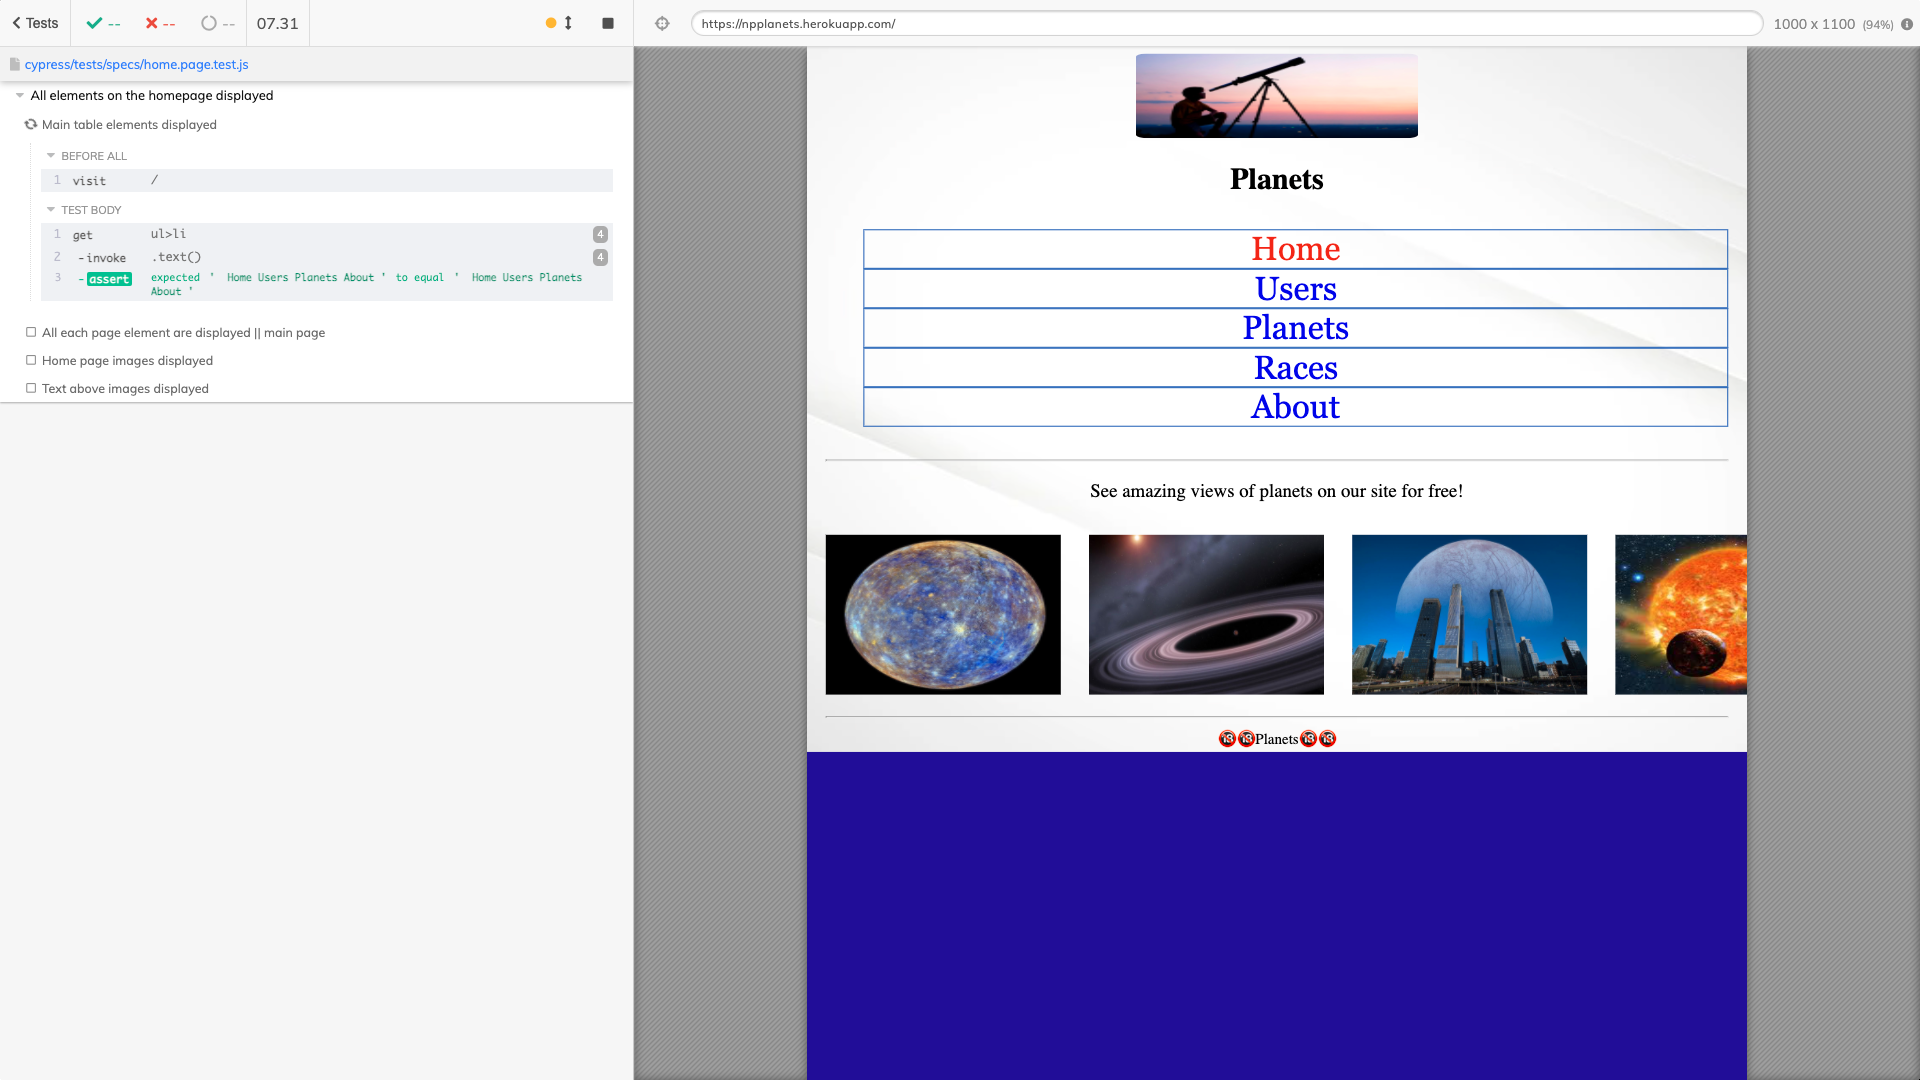 Tests -- -- -- 07.31
https://npplanets.herokuapp.com/ 1000 x 1100 (94%)
cypress/tests/specs/home.page.test.js
All elements on the homepage displayed
Main table elements displayed
BEFORE ALL
1 visit /
TEST BODY
1 get ul>li 4
2 -invoke .text() 4
3 -assert expected ' Home Users Planets About ' to equal ' Home Users Planets
About '
All each page element are displayed || main page
Home page images displayed
Text above images displayed
Planets
Home
Users
Planets
Races
About
See amazing views of planets on our site for free!
🔞🔞Planets🔞🔞